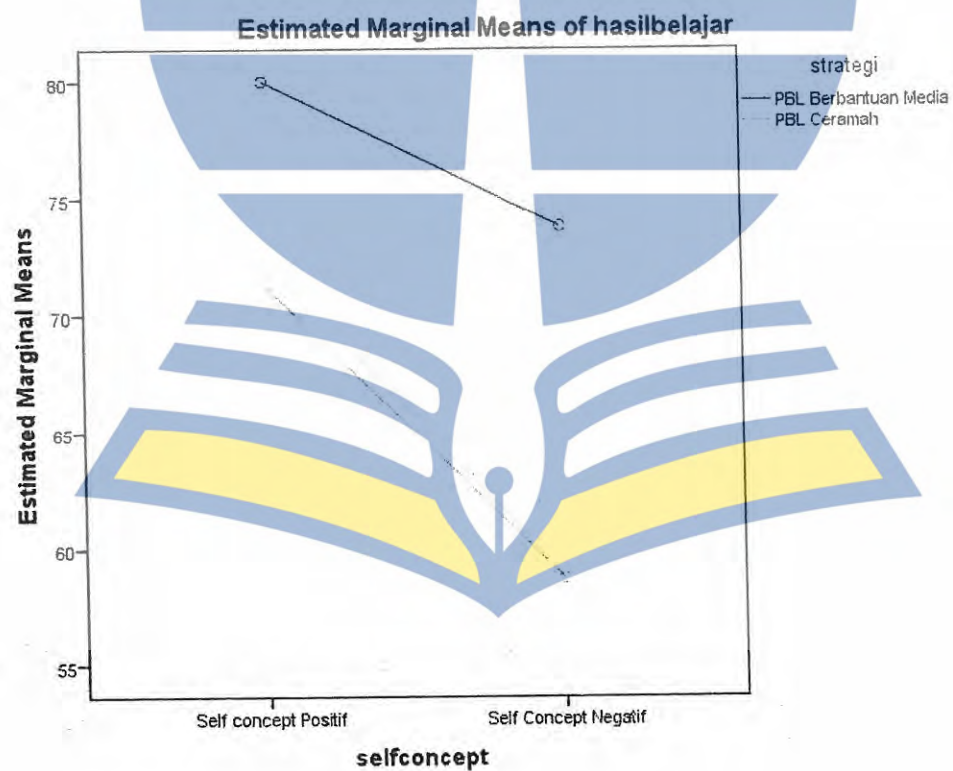 Estimated Marginal Means of hasilbelajar
strategi
PBL Berbantuan Media
PBL Ceramah
Estimated Marginal Means
80
75
70
65
60
55
Self concept Positif
Self Concept Negatif
selfconcept